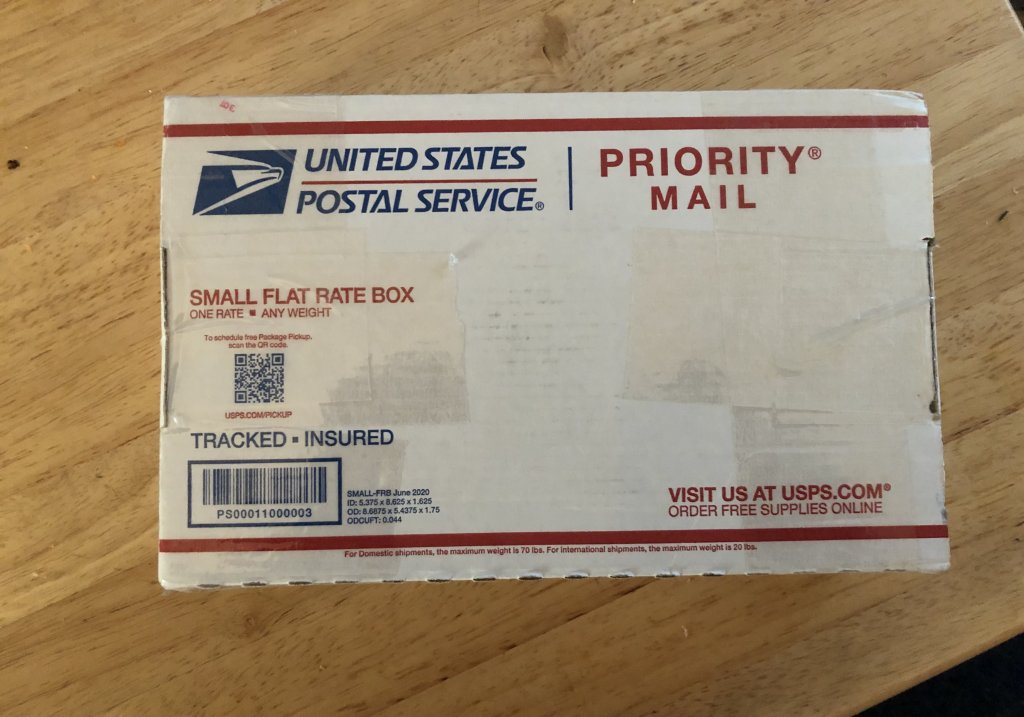 UNITED STATES
POSTAL SERVICE®
PRIORITY®
MAIL
SMALL FLAT RATE BOX
ONE RATE ▪ ANY WEIGHT
To schedule free Package Pickup,
scan the QR code.
USPS.COM/PICKUP
TRACKED ▪ INSURED
PS00011000003
SMALL-FRB June 2020
ID: 5.375 x 8.625 x 1.625
OD: 8.6875 x 5.4375 x 1.75
ODCUFT: 0.044
VISIT US AT USPS.COM®
ORDER FREE SUPPLIES ONLINE
For Domestic shipments, the maximum weight is 70 lbs. For international shipments, the maximum weight is 20 lbs.